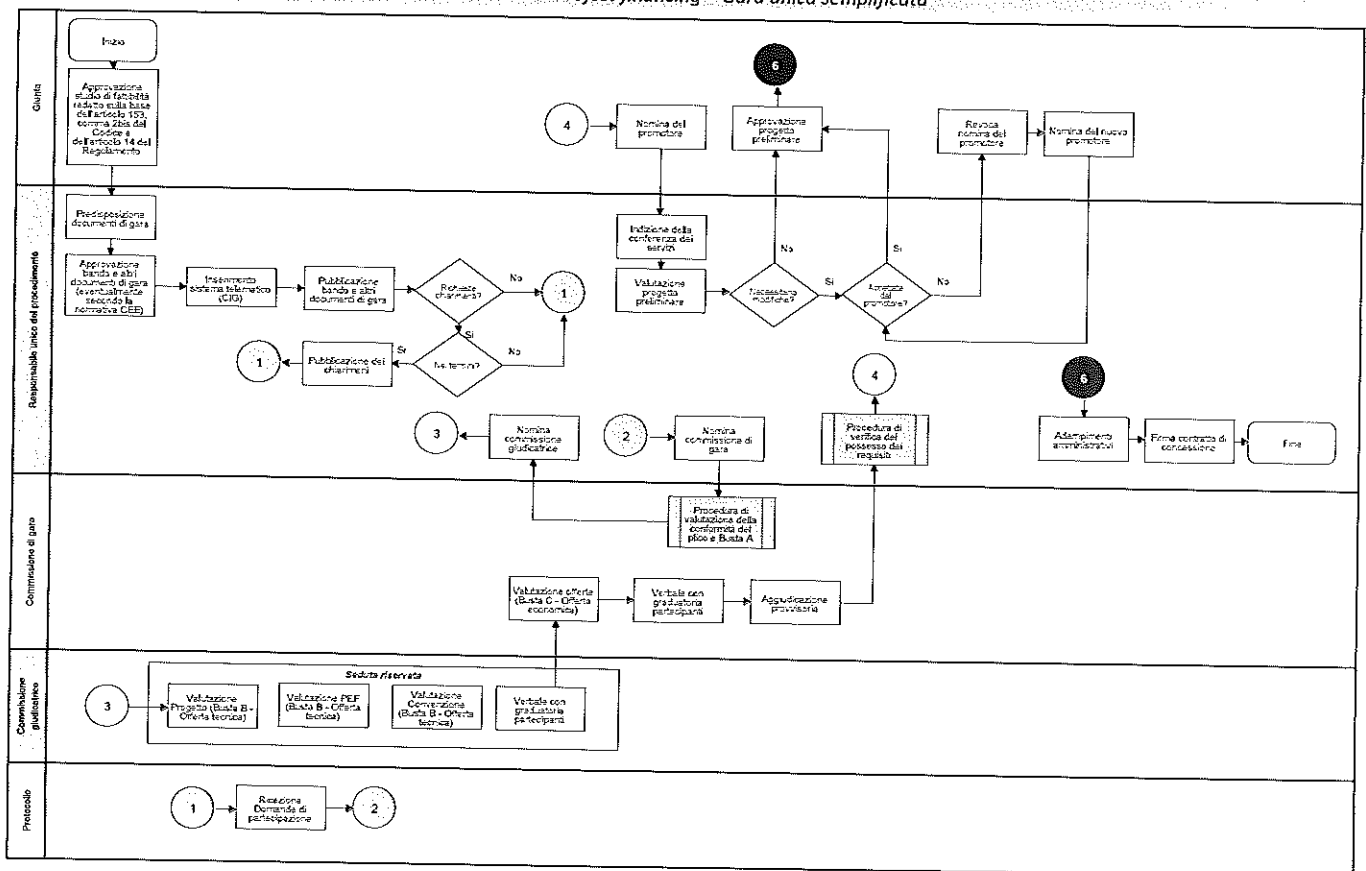 Gara unica semplificata
Giunta
Inizio
Approvazione
studio di fattibilità
redatto sulla base
dell'articolo 153,
comma 2bis del
Codice e
dell'articolo 14 del
Regolamento
4
Nomina del
promotore
6
Approvazione
progetto
preliminare
Revoca
nomina del
promotore
Nomina del nuovo
promotore
Responsabile unico del procedimento
Predisposizione
documenti di gara
Approvazione
bando e altri
documenti di gara
(eventualmente
secondo la
normativa CEE)
Inserimento
sistema telematico
(CIG)
Pubblicazione
bando e altri
documenti di gara
Richieste
chiarimenti?
No
1
Si
Nei termini?
No
Si
Pubblicazione dei
chiarimenti
1
Indizione della
conferenza dei
servizi
Valutazione
progetto
preliminare
Necessitano
modifiche?
No
Si
Accettate
dal
promotore?
Si
No
3
Nomina
commissione
giudicatrice
2
Nomina
commissione di
gara
4
Procedura di
verifica del
possesso dei
requisiti
6
Adempimenti
amministrativi
Firma contratto di
concessione
Fine
Commissione di gara
Procedura di
valutazione della
conformità del
plico e Busta A
Valutazione offerte
(Busta C - Offerta
economica)
Verbale con
graduatoria
partecipanti
Aggiudicazione
provvisoria
Commissione
giudicatrice
Seduta riservata
3
Valutazione
Progetto (Busta B -
Offerta tecnica)
Valutazione PEF
(Busta B - Offerta
tecnica)
Valutazione
Convenzione
(Busta B - Offerta
tecnica)
Verbale con
graduatoria
partecipanti
Protocollo
1
Ricezione
Domande di
partecipazione
2